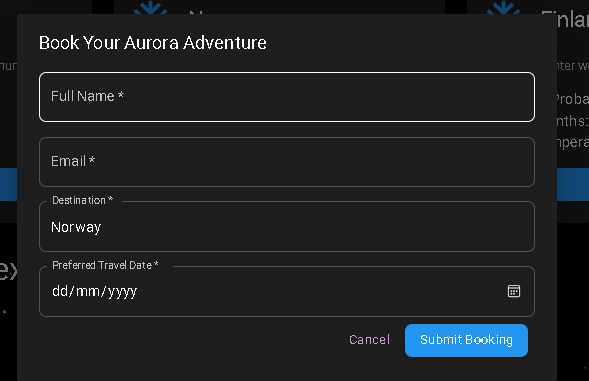 Book Your Aurora Adventure
Full Name *
Email *
Destination *
Norway
Preferred Travel Date *
dd/mm/yyyy
Cancel
Submit Booking